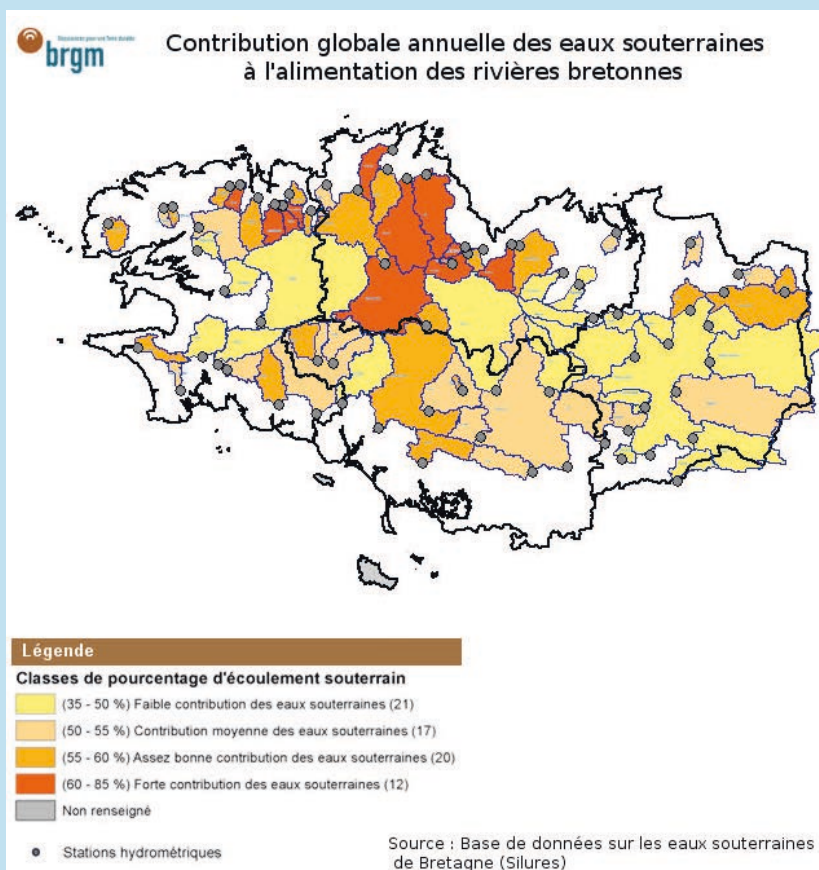 brgm
Contribution globale annuelle des eaux souterraines
à l'alimentation des rivières bretonnes
Légende
Classes de pourcentage d'écoulement souterrain
(35 - 50 %) Faible contribution des eaux souterraines (21)
(50 - 55 %) Contribution moyenne des eaux souterraines (17)
(55 - 60 %) Assez bonne contribution des eaux souterraines (20)
(60 - 85 %) Forte contribution des eaux souterraines (12)
Non renseigné
Stations hydrométriques
Source : Base de données sur les eaux souterraines
de Bretagne (Silures)